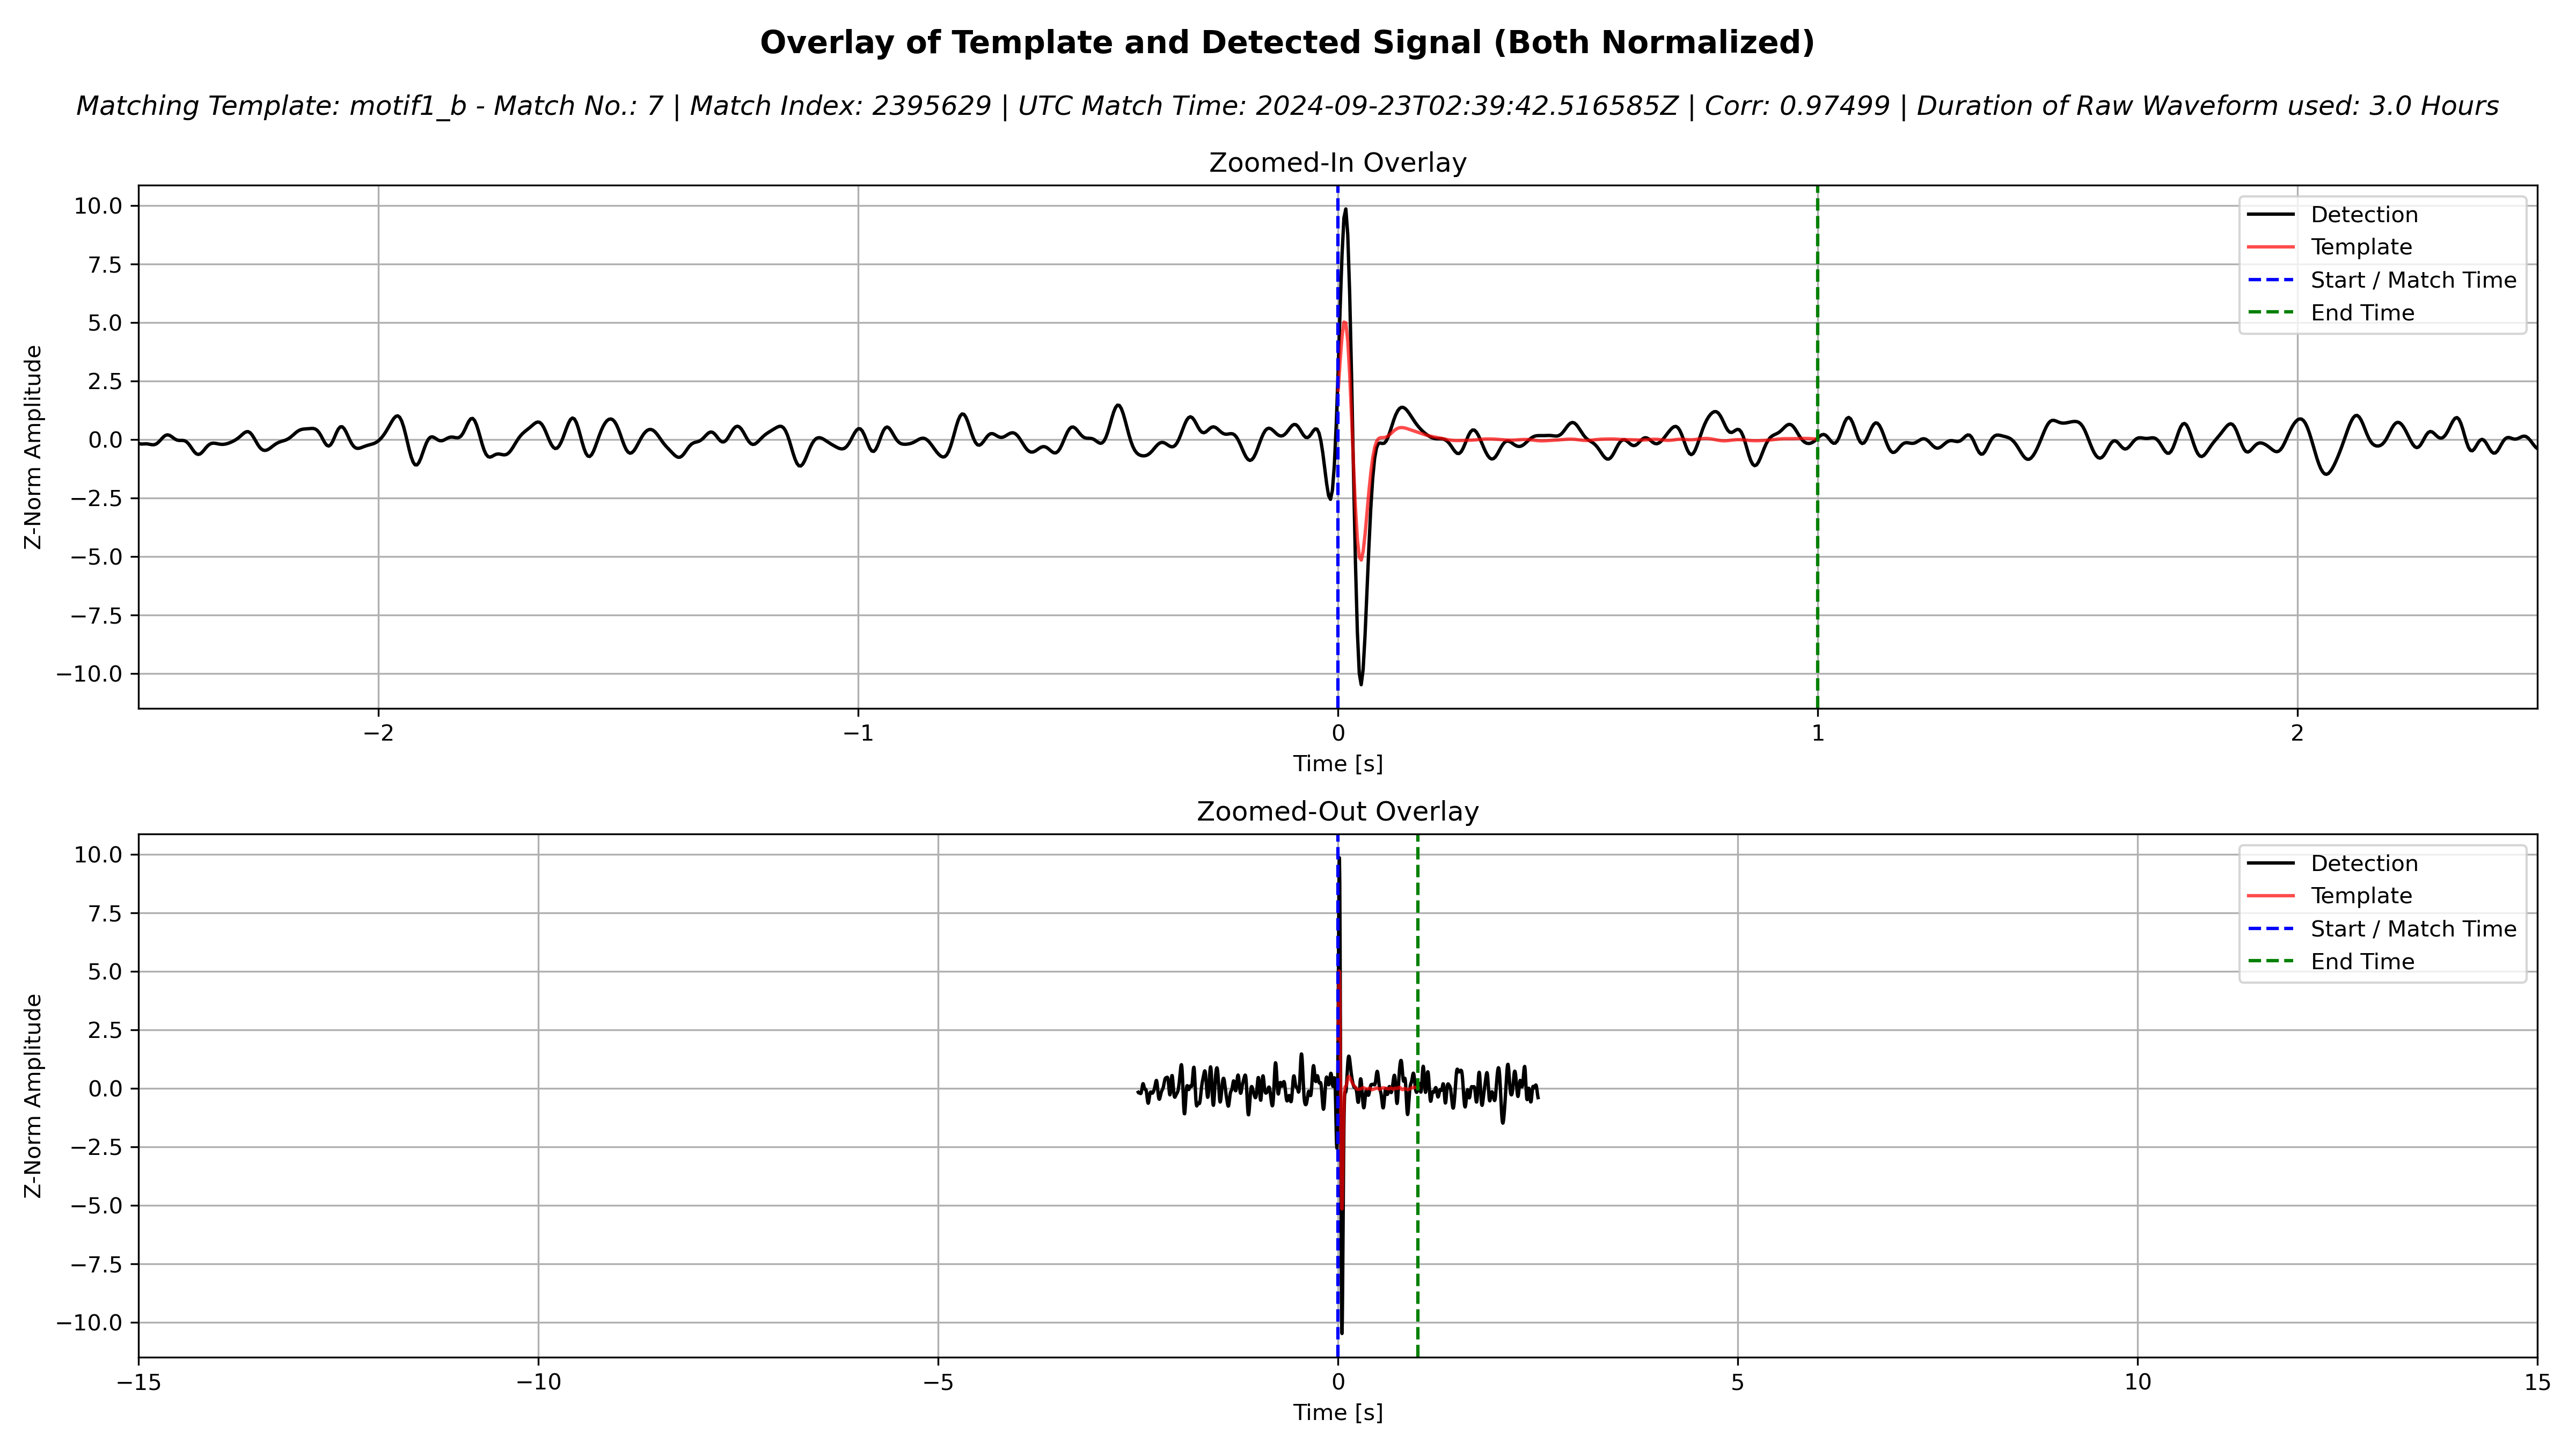 Overlay of Template and Detected Signal (Both Normalized)
Matching Template: motif1_b - Match No.: 7 | Match Index: 2395629 | UTC Match Time: 2024-09-23T02:39:42.516585Z | Corr: 0.97499 | Duration of Raw Waveform used: 3.0 Hours
Zoomed-In Overlay
10.0
7.5
5.0
2.5
0.0
−2.5
−5.0
−7.5
−10.0
Z-Norm Amplitude
Detection
Template
Start / Match Time
End Time
−2 −1 0 1 2
Time [s]
Zoomed-Out Overlay
10.0
7.5
5.0
2.5
0.0
−2.5
−5.0
−7.5
−10.0
Z-Norm Amplitude
Detection
Template
Start / Match Time
End Time
−15 −10 −5 0 5 10 15
Time [s]